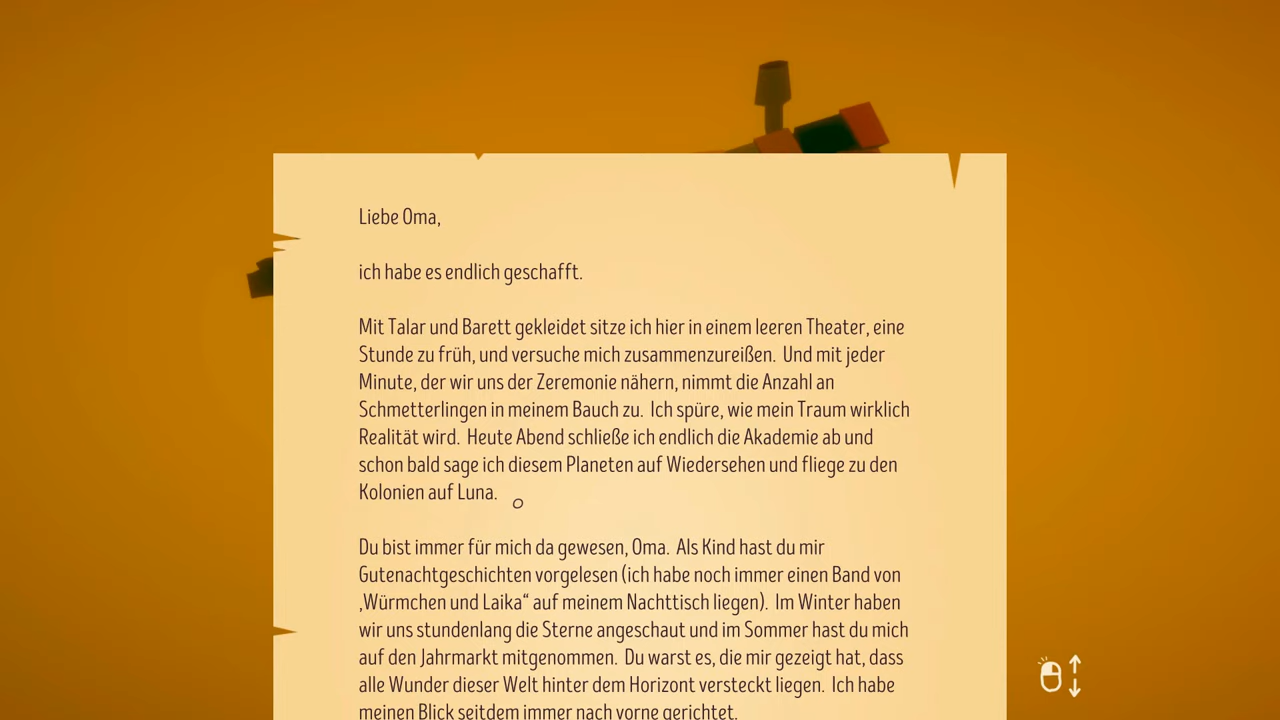 Liebe Oma,
ich habe es endlich geschafft.
Mit Talar und Barett gekleidet sitze ich hier in einem leeren Theater, eine
Stunde zu früh, und versuche mich zusammenzureißen.  Und mit jeder
Minute, der wir uns der Zeremonie nähern, nimmt die Anzahl an
Schmetterlingen in meinem Bauch zu.  Ich spüre, wie mein Traum wirklich
Realität wird.  Heute Abend schließe ich endlich die Akademie ab und
schon bald sage ich diesem Planeten auf Wiedersehen und fliege zu den
Kolonien auf Luna.
Du bist immer für mich da gewesen, Oma.  Als Kind hast du mir
Gutenachtgeschichten vorgelesen (ich habe noch immer einen Band von
‚Würmchen und Laika“ auf meinem Nachttisch liegen).  Im Winter haben
wir uns stundenlang die Sterne angeschaut und im Sommer hast du mich
auf den Jahrmarkt mitgenommen.  Du warst es, die mir gezeigt hat, dass
alle Wunder dieser Welt hinter dem Horizont versteckt liegen.  Ich habe
meinen Blick seitdem immer nach vorne gerichtet.